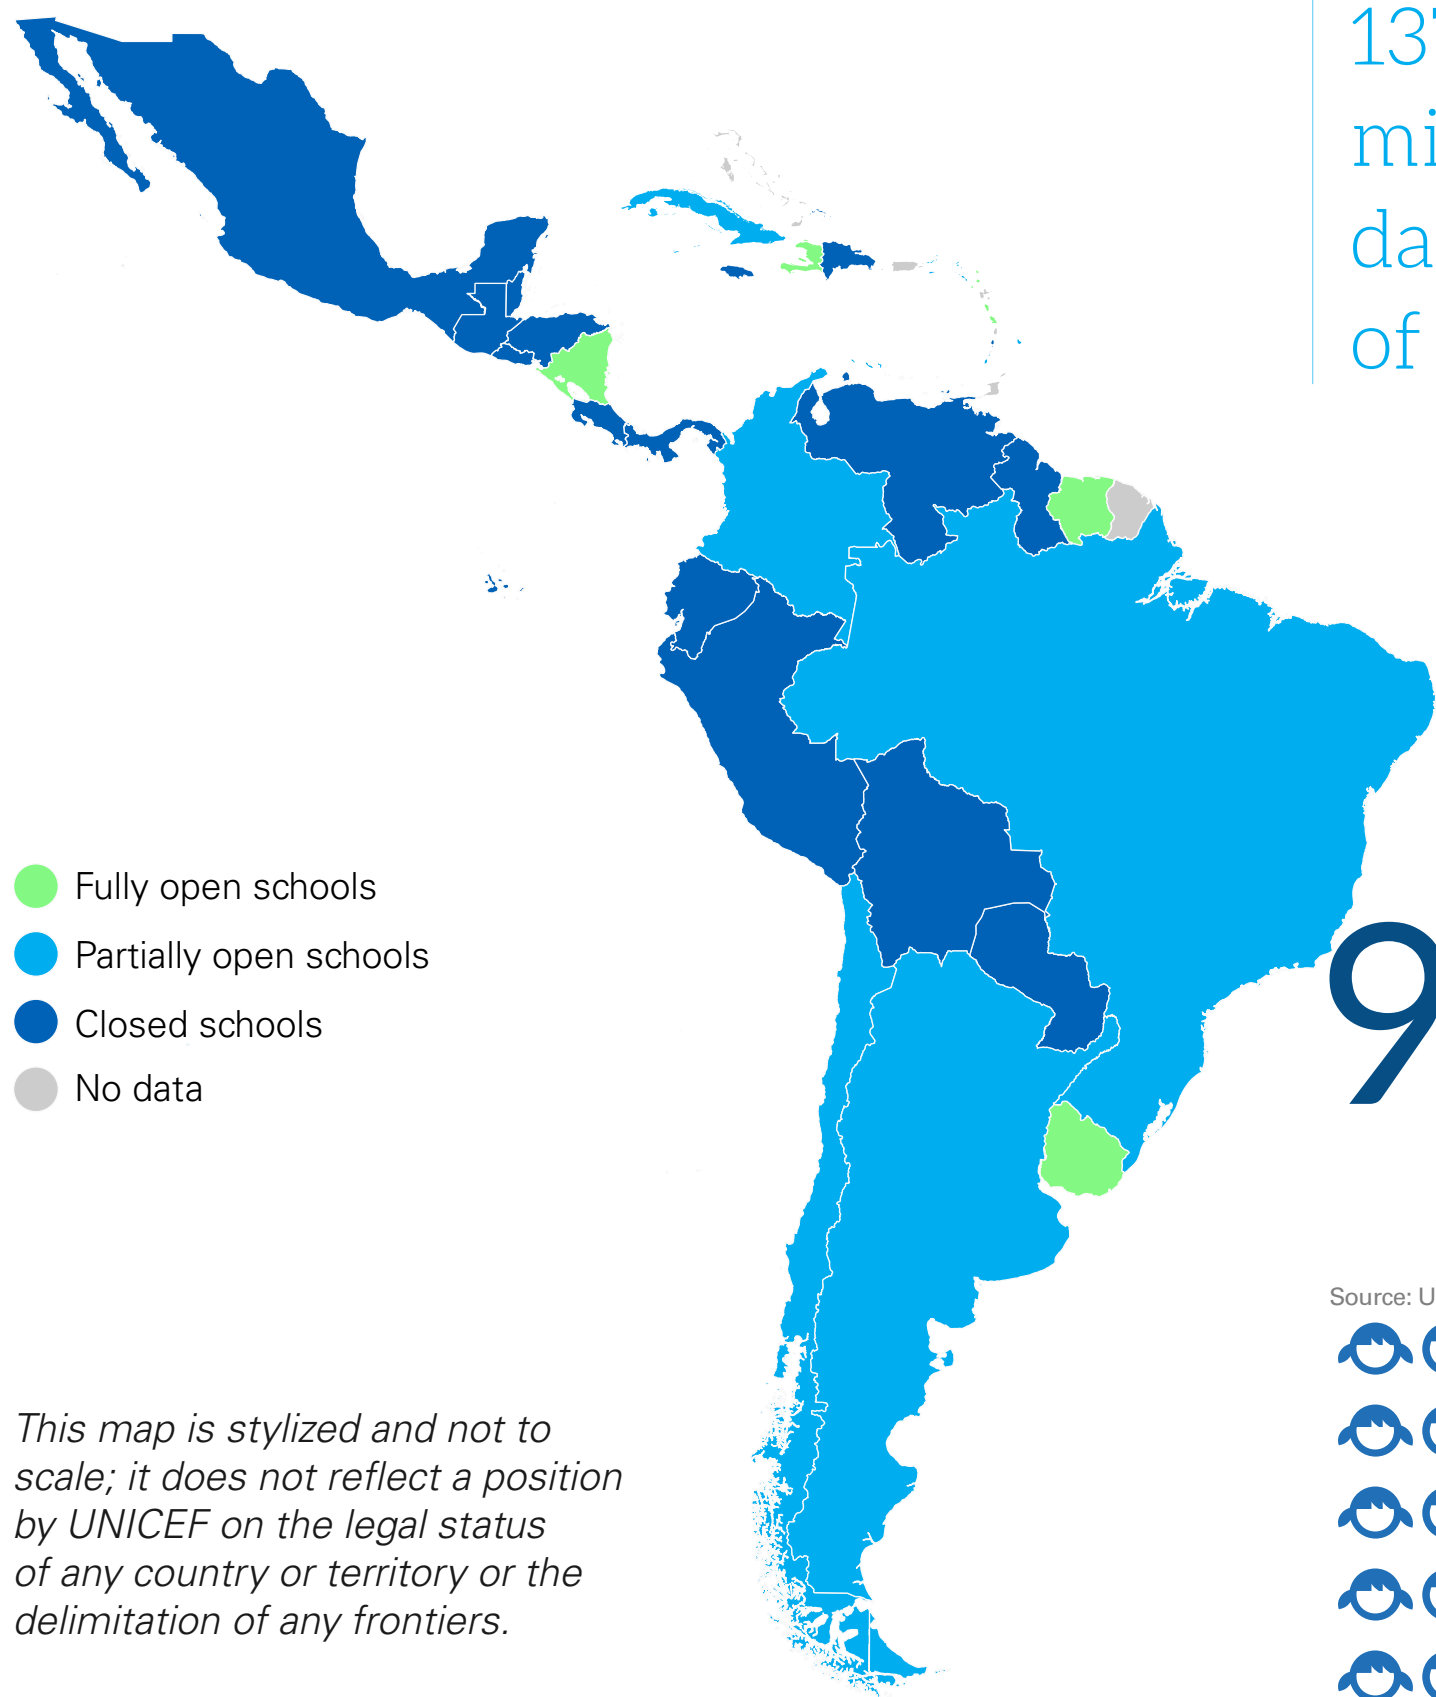 mi
da
of
Fully open schools
Partially open schools
Closed schools
No data
9
Source: U
This map is stylized and not to
scale; it does not reflect a position
by UNICEF on the legal status
of any country or territory or the
delimitation of any frontiers.